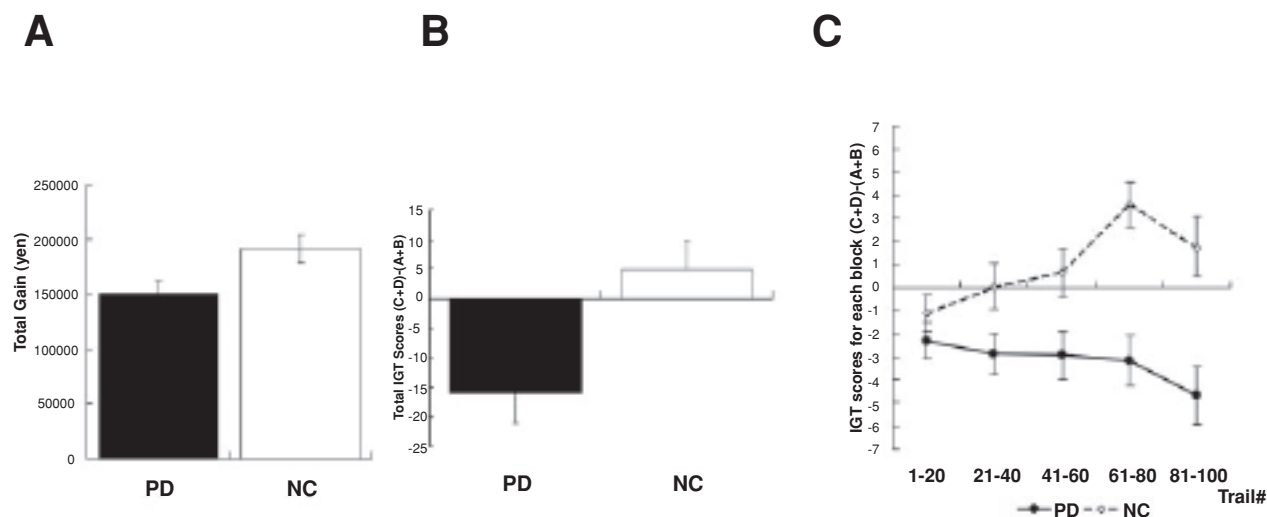 A
B
C
Total Gain (yen)
250000
200000
150000
100000
50000
0
PD
NC
Total IGT Scores (C+D)-(A+B)
15
10
5
0
-5
-10
-15
-20
-25
PD
NC
IGT scores for each block (C+D)-(A+B)
7
6
5
4
3
2
1
0
-1
-2
-3
-4
-5
-6
-7
1-20
21-40
41-60
61-80
81-100
Trail#
PD
NC